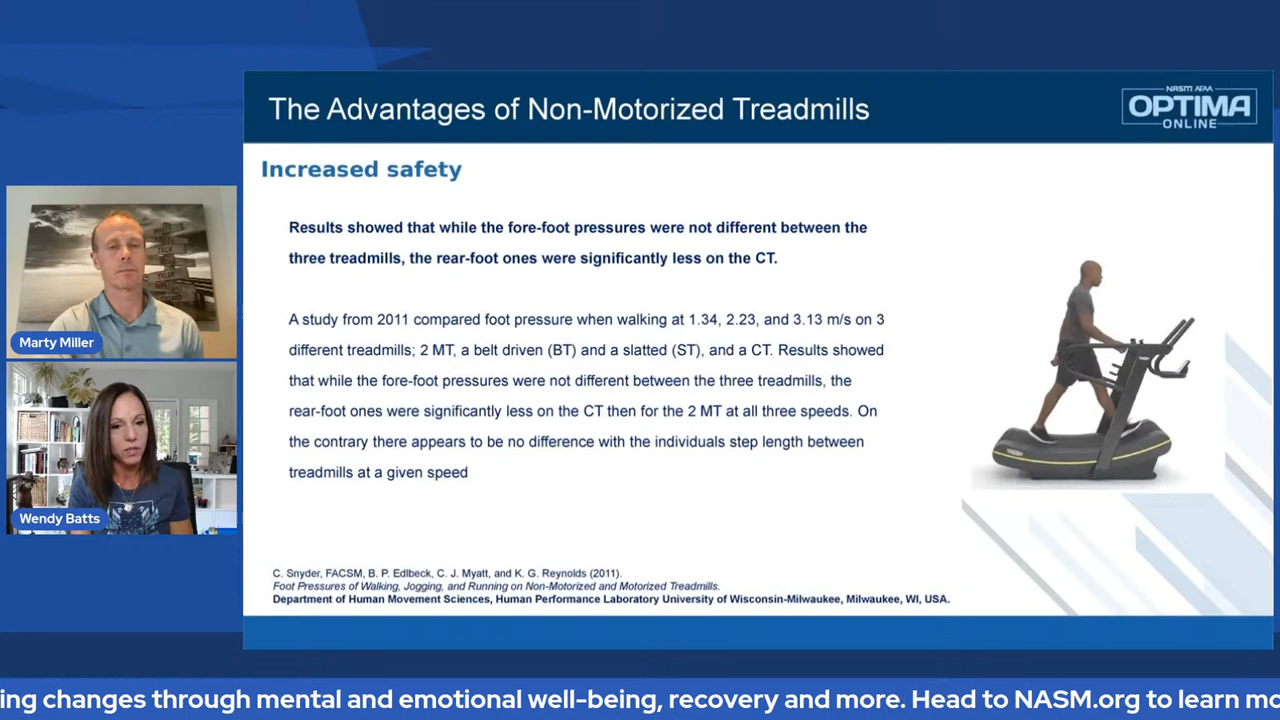 The Advantages of Non-Motorized Treadmills
NASM AFAA
OPTIMA
ONLINE
Increased safety
Results showed that while the fore-foot pressures were not different between the
three treadmills, the rear-foot ones were significantly less on the CT.
A study from 2011 compared foot pressure when walking at 1.34, 2.23, and 3.13 m/s on 3
different treadmills; 2 MT, a belt driven (BT) and a slatted (ST), and a CT. Results showed
that while the fore-foot pressures were not different between the three treadmills, the
rear-foot ones were significantly less on the CT then for the 2 MT at all three speeds. On
the contrary there appears to be no difference with the individuals step length between
treadmills at a given speed
Marty Miller
Wendy Batts
C. Snyder, FACSM, B. P. Edlbeck, C. J. Myatt, and K. G. Reynolds (2011).
Foot Pressures of Walking, Jogging, and Running on Non-Motorized and Motorized Treadmills.
Department of Human Movement Sciences, Human Performance Laboratory University of Wisconsin-Milwaukee, Milwaukee, WI, USA.
ing changes through mental and emotional well-being, recovery and more. Head to NASM.org to learn mo